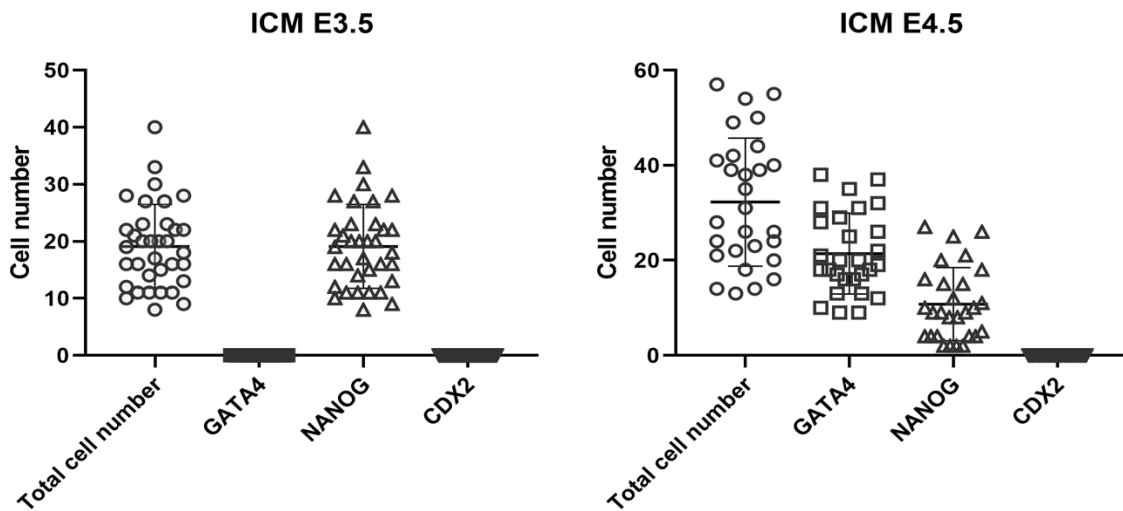 ICM E3.5
Cell number
50
40
30
20
10
0
Total cell number
GATA4
NANOG
CDX2
ICM E4.5
Cell number
60
40
20
0
Total cell number
GATA4
NANOG
CDX2